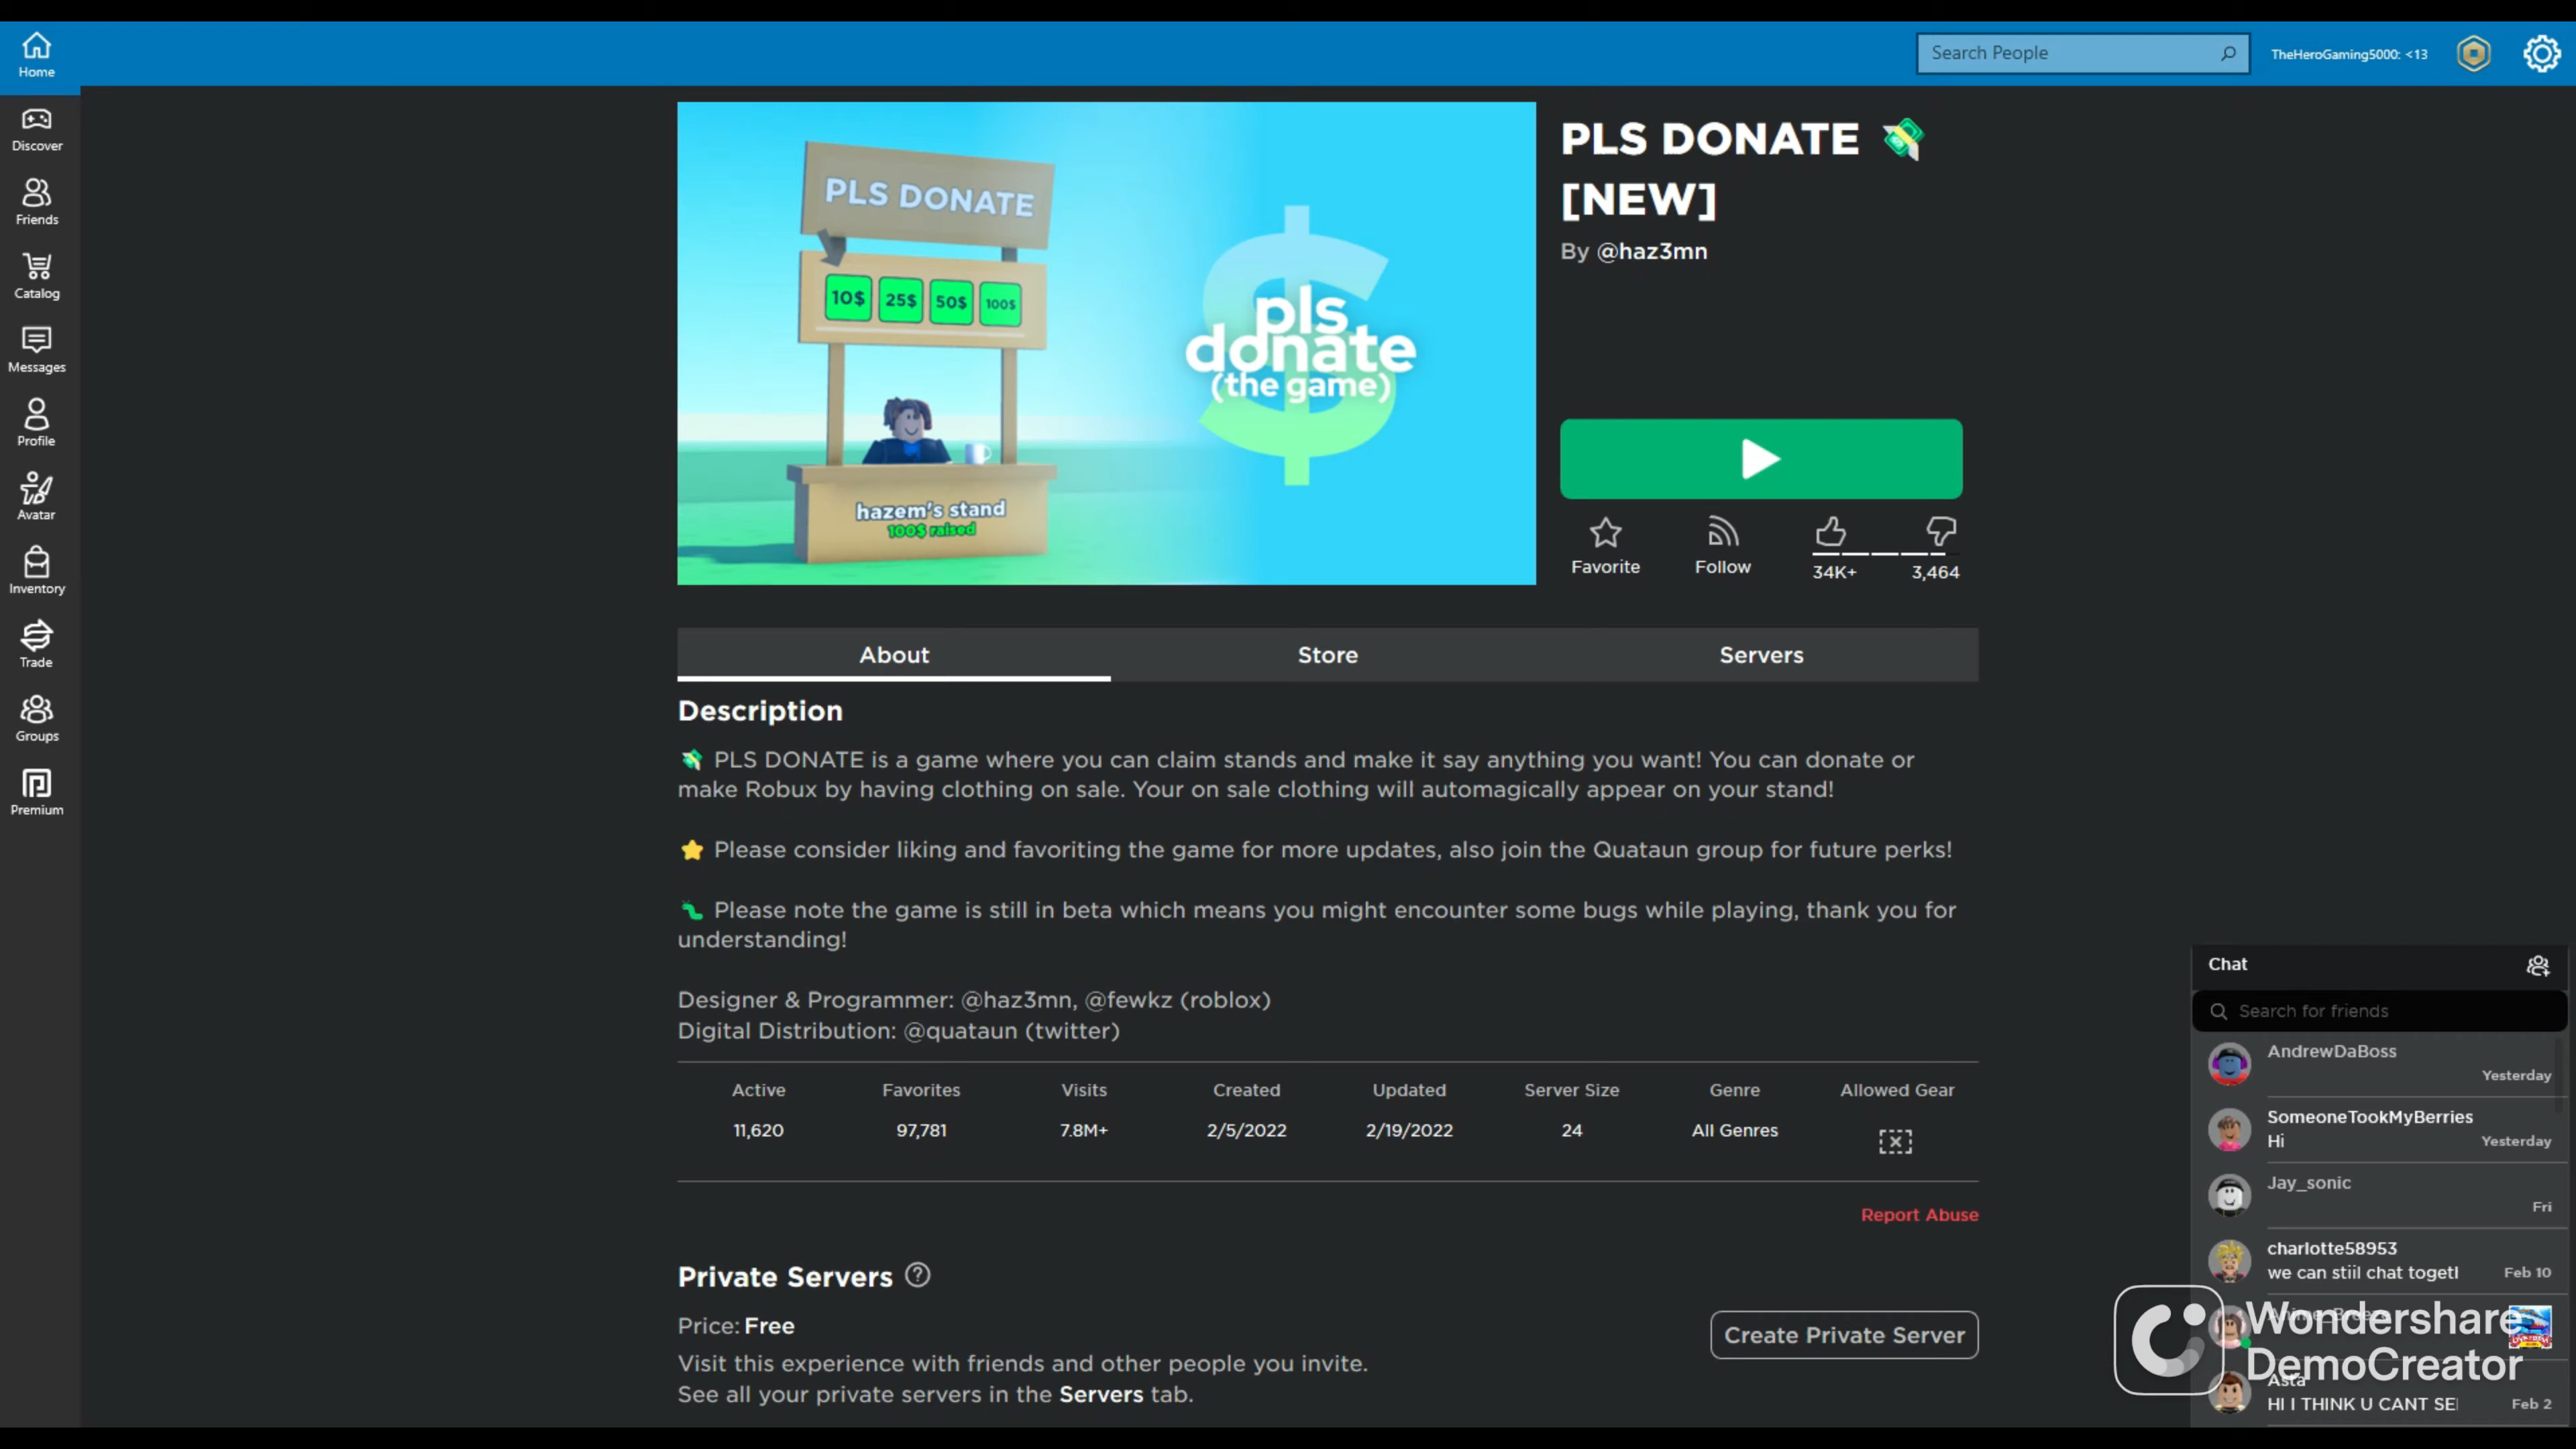 Home
Search People
TheHeroGaming5000: <13
Discover
Friends
Catalog
Messages
Profile
Avatar
Inventory
Trade
Groups
Premium
PLS DONATE
10$ 25$ 50$ 100$
hazem's stand
100$ raised
pls
donate
(the game)
PLS DONATE 💸
[NEW]
By @haz3mn
Favorite
Follow
34K+
3,464
About
Store
Servers
Description
💸 PLS DONATE is a game where you can claim stands and make it say anything you want! You can donate or
make Robux by having clothing on sale. Your on sale clothing will automagically appear on your stand!
⭐ Please consider liking and favoriting the game for more updates, also join the Quataun group for future perks!
🐛 Please note the game is still in beta which means you might encounter some bugs while playing, thank you for
understanding!
Designer & Programmer: @haz3mn, @fewkz (roblox)
Digital Distribution: @quataun (twitter)
Active Favorites Visits Created Updated Server Size Genre Allowed Gear
11,620 97,781 7.8M+ 2/5/2022 2/19/2022 24 All Genres
Report Abuse
Private Servers
Price: Free
Visit this experience with friends and other people you invite.
See all your private servers in the Servers tab.
Create Private Server
Chat
Search for friends
AndrewDaBoss
Yesterday
SomeoneTookMyBerries
Hi Yesterday
Jay_sonic
Fri
charlotte58953
we can stiil chat toget Feb 10
Wondershare
DemoCreator
Asta
HI I THINK U CANT SE Feb 2